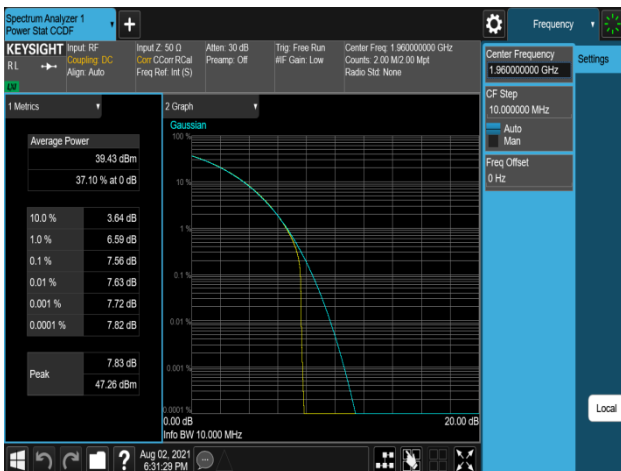 Spectrum Analyzer 1
Power Stat CCDF
+
Frequency
KEYSIGHT
RL
LXI
Input: RF
Coupling: DC
Align: Auto
Input Z: 50 Ω
Corr CCorr RCal
Freq Ref: Int (S)
Atten: 30 dB
Preamp: Off
Trig: Free Run
#IF Gain: Low
Center Freq: 1.960000000 GHz
Counts: 2.00 M/2.00 Mpt
Radio Std: None
Center Frequency
1.960000000 GHz
Settings
CF Step
10.000000 MHz
Auto
Man
Freq Offset
0 Hz
Local
1 Metrics
Average Power
39.43 dBm
37.10 % at 0 dB
10.0 % 3.64 dB
1.0 % 6.59 dB
0.1 % 7.56 dB
0.01 % 7.63 dB
0.001 % 7.72 dB
0.0001 % 7.82 dB
Peak
7.83 dB
47.26 dBm
2 Graph
Gaussian
100 %
10 %
1 %
0.1 %
0.01 %
0.001 %
0.0001 %
0.00 dB
20.00 dB
Info BW 10.000 MHz
?
Aug 02, 2021
6:31:29 PM